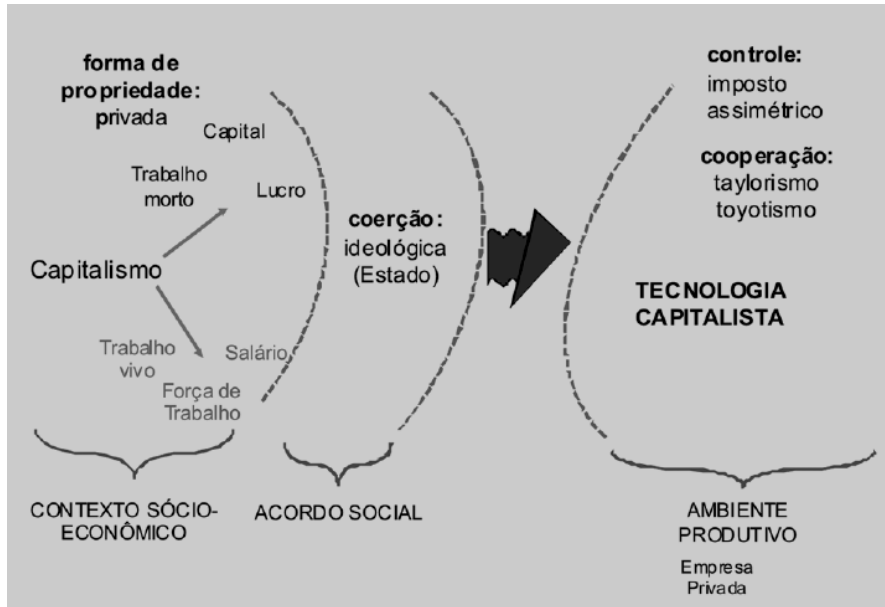 forma de
propriedade:
privada
Capital
Trabalho
morto
Lucro
Capitalismo
Trabalho
vivo
Salário
Força de
Trabalho
CONTEXTO SÓCIO-
ECONÔMICO
coerção:
ideológica
(Estado)
ACORDO SOCIAL
controle:
imposto
assimétrico
cooperação:
taylorismo
toyotismo
TECNOLOGIA
CAPITALISTA
AMBIENTE
PRODUTIVO
Empresa
Privada